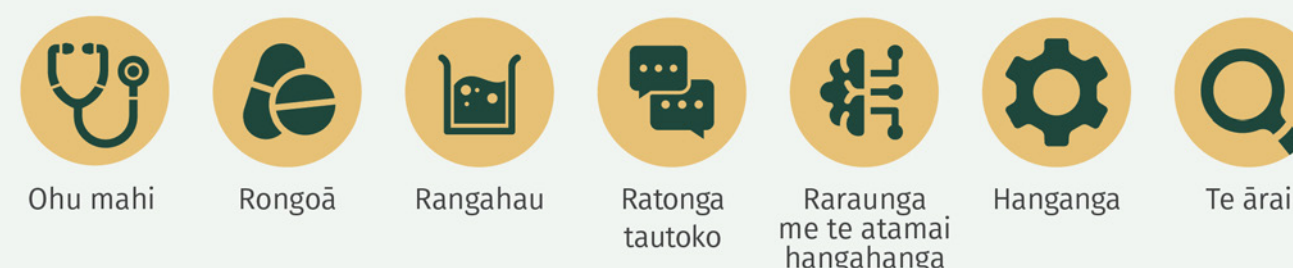 Ohu mahi
Rongoā
Rangahau
Ratonga
tautoko
Raraunga
me te atamai
hangahanga
Hanganga
Te ārai